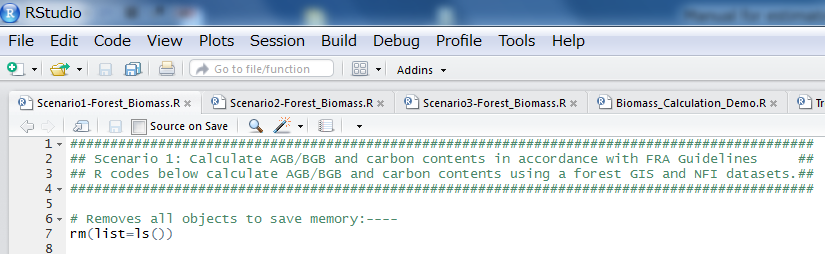 RStudio
File Edit Code View Plots Session Build Debug Profile Tools Help
Go to file/function Addins
Scenario1-Forest_Biomass.R Scenario2-Forest_Biomass.R Scenario3-Forest_Biomass.R Biomass_Calculation_Demo.R Tr
Source on Save
1 ############################################################################################
2 ## Scenario 1: Calculate AGB/BGB and carbon contents in accordance with FRA Guidelines ##
3 ## R codes below calculate AGB/BGB and carbon contents using a forest GIS and NFI datasets.##
4 ############################################################################################
5
6 # Removes all objects to save memory:----
7 rm(list=ls())
8